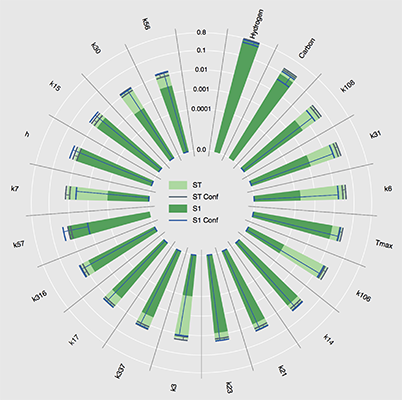 0.8
0.1
0.01
0.001
0.0001
0.0
Hydrogen
Carbon
k108
k31
k6
Tmax
k106
k14
k21
k23
k3
k337
k17
k316
k57
k7
h
k15
k30
k56
ST
ST Conf
S1
S1 Conf